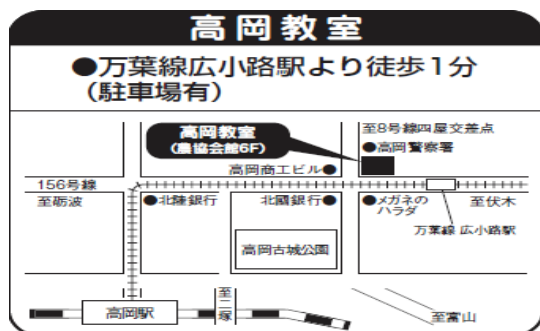 高岡教室
●万葉線広小路駅より徒歩1分
(駐車場有)
高岡教室
(農協会館6F)
至8号線四屋交差点
●高岡警察署
高岡商工ビル●
156号線
至砺波
●北陸銀行
北國銀行●
●メガネの
ハラダ
至伏木
万葉線 広小路駅
高岡古城公園
至二塚
高岡駅
至富山